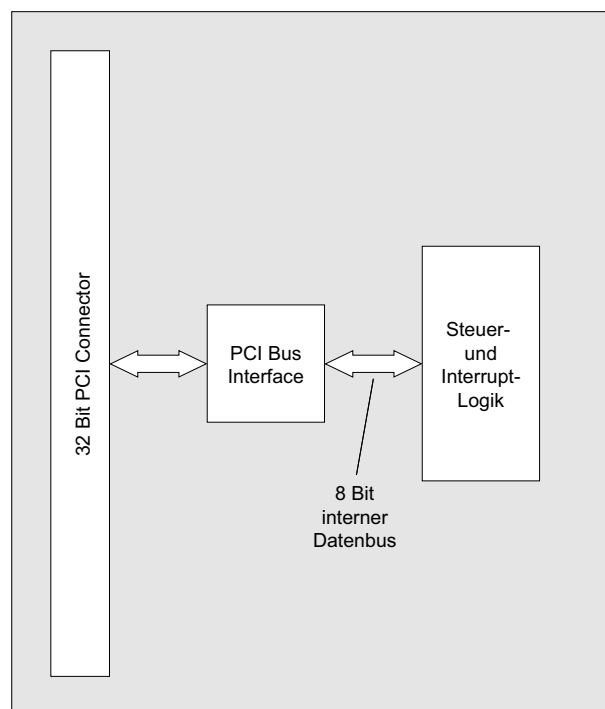 32 Bit PCI Connector
PCI Bus
Interface
Steuer-
und
Interrupt-
Logik
8 Bit
interner
Datenbus